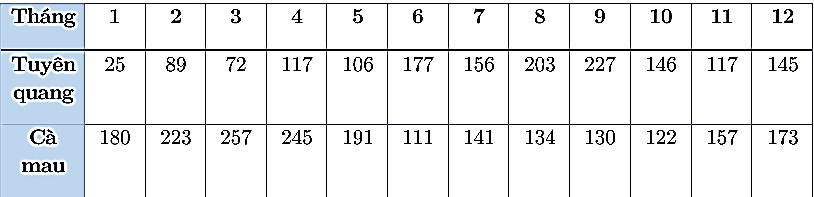 Tháng 1 2 3 4 5 6 7 8 9 10 11 12
Tuyên 25 89 72 117 106 177 156 203 227 146 117 145
quang
Cà 180 223 257 245 191 111 141 134 130 122 157 173
mau